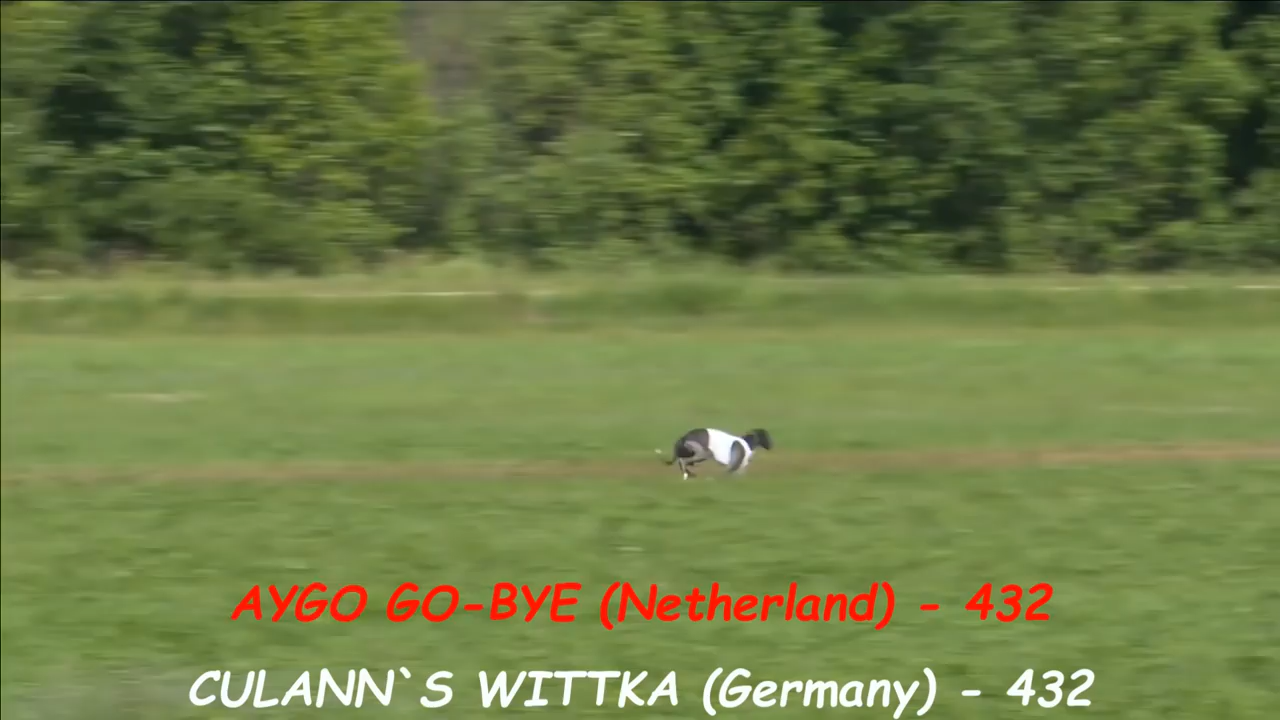 AYGO GO-BYE (Netherland) - 432
CULANN`S WITTKA (Germany) - 432